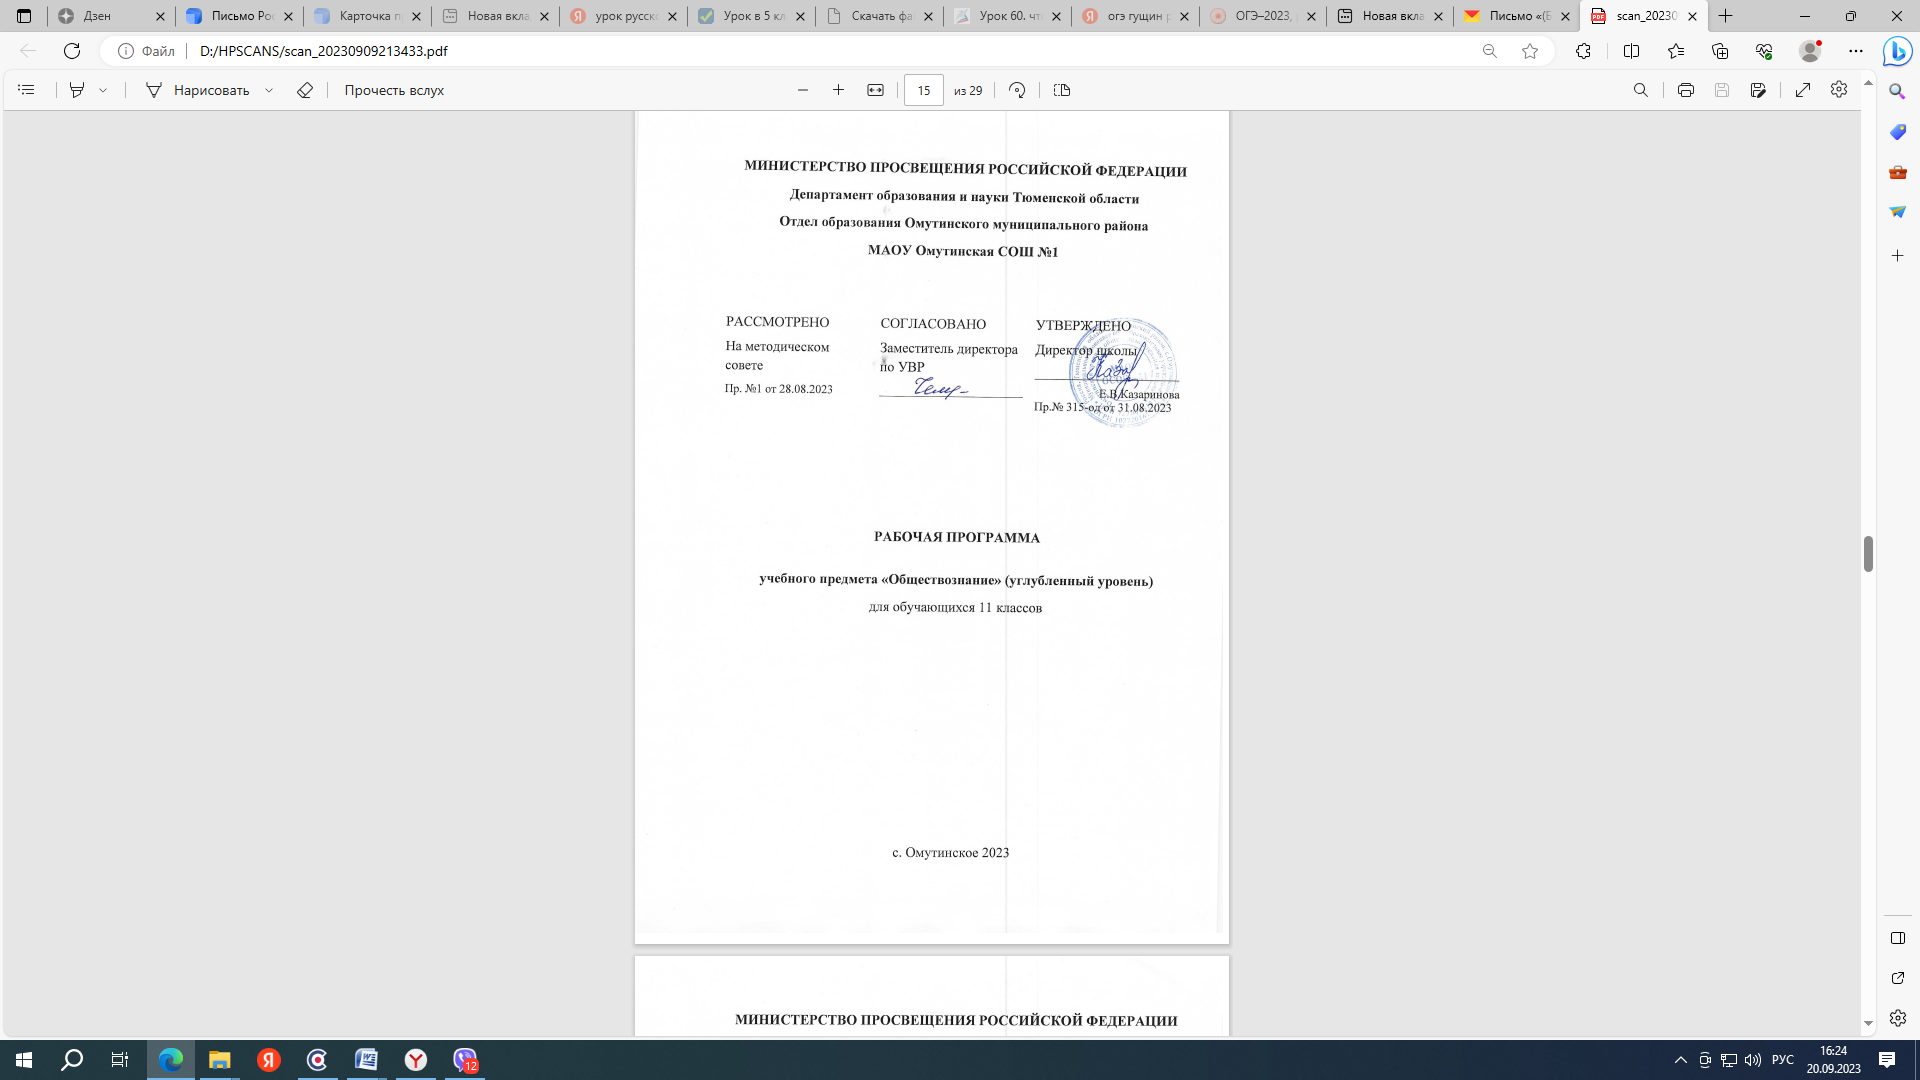 Дзен
Письмо Рос
Карточка п
Новая вкла
урок русск
Урок в 5 кл
Скачать фа
Урок 60. чт
огэ гущин р
ОГЭ–2023,
Новая вкла
Письмо «(Б
scan_20230
Файл
D:/HPSCANS/scan_20230909213433.pdf
Нарисовать
Прочесть вслух
15 из 29
МИНИСТЕРСТВО ПРОСВЕЩЕНИЯ РОССИЙСКОЙ ФЕДЕРАЦИИ
Департамент образования и науки Тюменской области
Отдел образования Омутинского муниципального района
МАОУ Омутинская СОШ №1
РАССМОТРЕНО
На методическом
совете
Пр. №1 от 28.08.2023
СОГЛАСОВАНО
Заместитель директора
по УВР
УТВЕРЖДЕНО
Директор школы
Е.В.Казаринова
Пр.№ 315-од от 31.08.2023
РАБОЧАЯ ПРОГРАММА
учебного предмета «Обществознание» (углубленный уровень)
для обучающихся 11 классов
с. Омутинское 2023
МИНИСТЕРСТВО ПРОСВЕЩЕНИЯ РОССИЙСКОЙ ФЕДЕРАЦИИ
12
РУС
16:24
20.09.2023